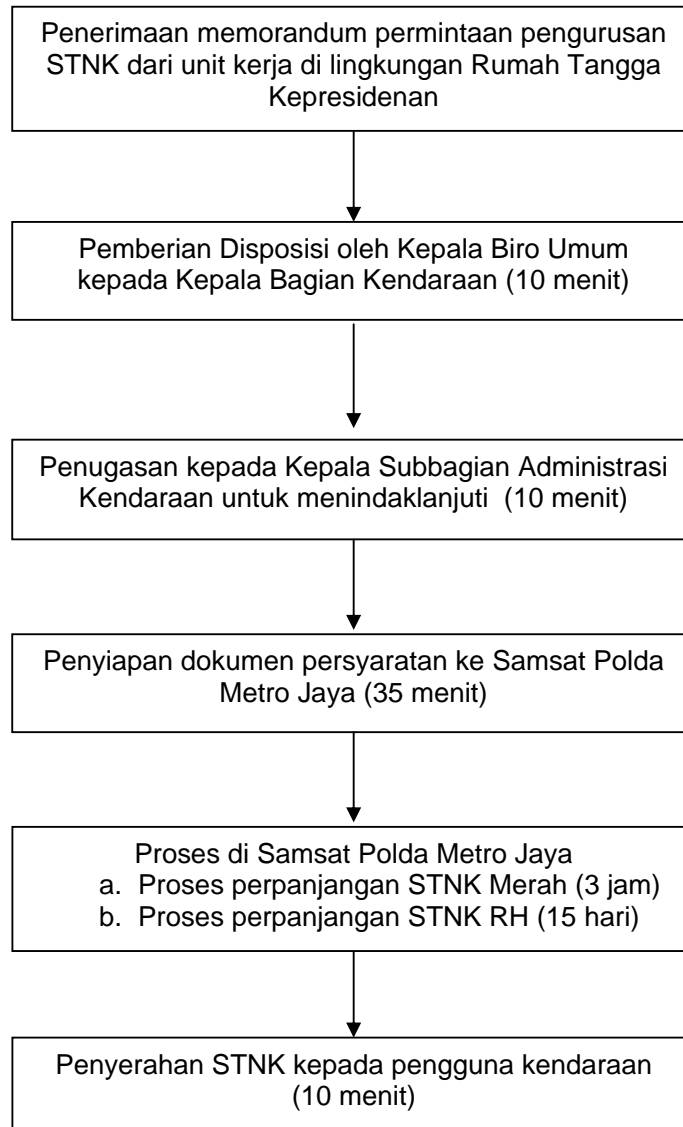 Penerimaan memorandum permintaan pengurusan
STNK dari unit kerja di lingkungan Rumah Tangga
Kepresidenan
Pemberian Disposisi oleh Kepala Biro Umum
kepada Kepala Bagian Kendaraan (10 menit)
Penugasan kepada Kepala Subbagian Administrasi
Kendaraan untuk menindaklanjuti (10 menit)
Penyiapan dokumen persyaratan ke Samsat Polda
Metro Jaya (35 menit)
Proses di Samsat Polda Metro Jaya
a. Proses perpanjangan STNK Merah (3 jam)
b. Proses perpanjangan STNK RH (15 hari)
Penyerahan STNK kepada pengguna kendaraan
(10 menit)